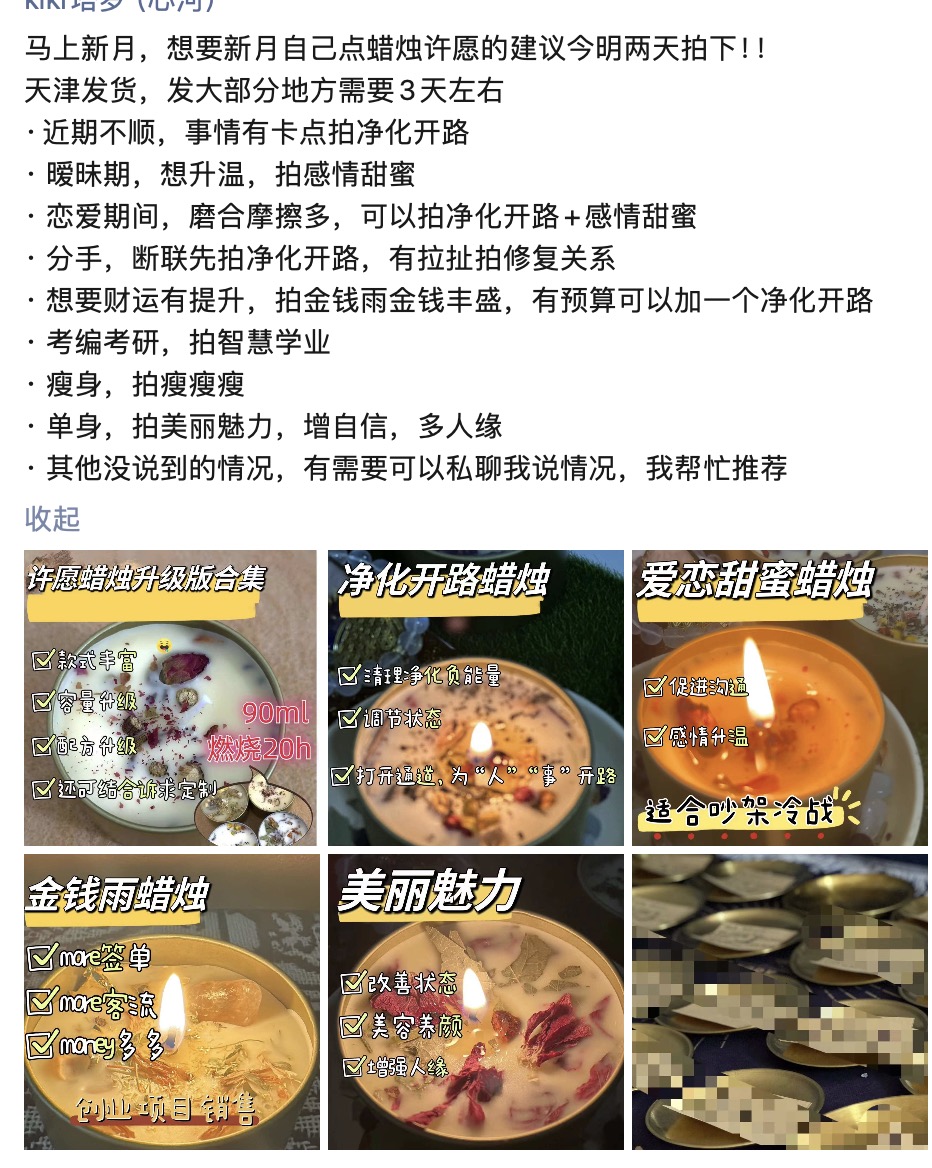 kiki塔罗 (心河)
马上新月，想要新月自己点蜡烛许愿的建议今明两天拍下!!
天津发货，发大部分地方需要3天左右
·近期不顺，事情有卡点拍净化开路
· 暧昧期，想升温，拍感情甜蜜
· 恋爱期间，磨合摩擦多，可以拍净化开路+感情甜蜜
· 分手，断联先拍净化开路，有拉扯拍修复关系
· 想要财运有提升，拍金钱雨金钱丰盛，有预算可以加一个净化开路
· 考编考研，拍智慧学业
· 瘦身，拍瘦瘦瘦
· 单身，拍美丽魅力，增自信，多人缘
· 其他没说到的情况，有需要可以私聊我说情况，我帮忙推荐
收起
许愿蜡烛升级版合集
款式丰富
容量升级
90ml
配方升级
燃烧20h
还可结合诉求定制
净化开路蜡烛
清理净化负能量
调节状态
打开通道，为“人”“事”开路
爱恋甜蜜蜡烛
促进沟通
感情升温
适合吵架冷战
金钱雨蜡烛
more签单
more客流
money多多
创业项目销售
美丽魅力
改善状态
美容养颜
增强人缘